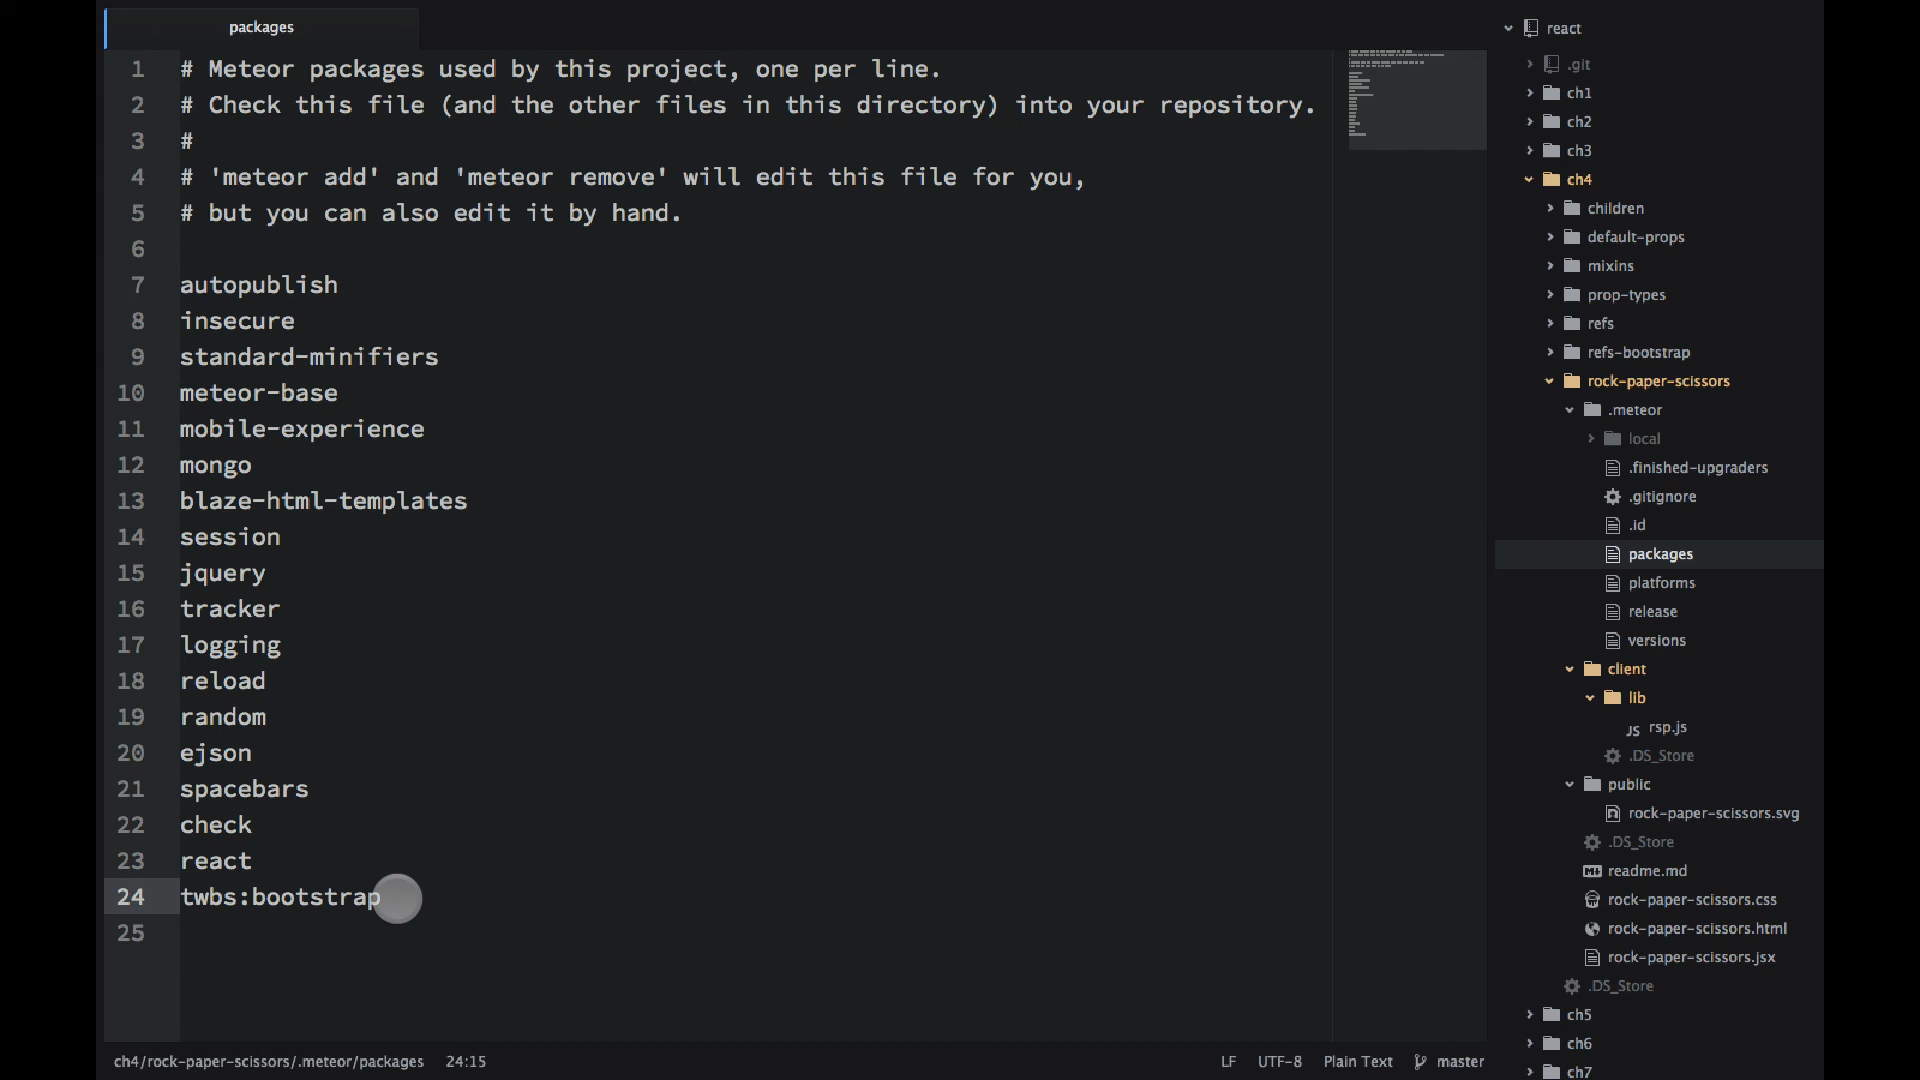 packages
1 # Meteor packages used by this project, one per line.
2 # Check this file (and the other files in this directory) into your repository.
3 #
4 # 'meteor add' and 'meteor remove' will edit this file for you,
5 # but you can also edit it by hand.
6
7 autopublish
8 insecure
9 standard-minifiers
10 meteor-base
11 mobile-experience
12 mongo
13 blaze-html-templates
14 session
15 jquery
16 tracker
17 logging
18 reload
19 random
20 ejson
21 spacebars
22 check
23 react
24 twbs:bootstrap
25
ch4/rock-paper-scissors/.meteor/packages 24:15
LF UTF-8 Plain Text master
react
.git
ch1
ch2
ch3
ch4
children
default-props
mixins
prop-types
refs
refs-bootstrap
rock-paper-scissors
.meteor
local
.finished-upgraders
.gitignore
.id
packages
platforms
release
versions
client
lib
JS rsp.js
.DS_Store
public
rock-paper-scissors.svg
.DS_Store
readme.md
rock-paper-scissors.css
rock-paper-scissors.html
rock-paper-scissors.jsx
.DS_Store
ch5
ch6
ch7